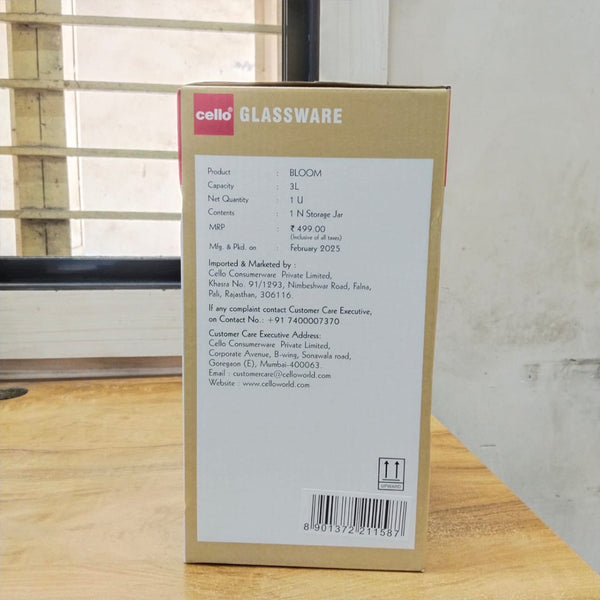 cello® GLASSWARE
Product : BLOOM
Capacity : 3L
Net Quantity : 1 U
Contents : 1 N Storage Jar
MRP : ₹ 499.00
(Inclusive of all taxes)
Mfg. & Pkd. on : February 2025
Imported & Marketed by :
Cello Consumerware Private Limited,
Khasra No. 91/1293, Nimbeshwar Road, Falna,
Pali, Rajasthan, 306116
If any complaint contact Customer Care Executive,
on Contact No.: +91 7400007370
Customer Care Executive Address:
Cello Consumerware Private Limited,
Corporate Avenue, B-wing, Sonawala road,
Goregaon (E), Mumbai-400063
Email : customercare@celloworld.com
Website : www.celloworld.com
UPWARD
8 901372 211587